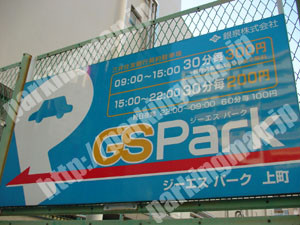 銀泉株式会社
09:00~15:00 30分毎 300円
15:00~22:00 30分毎 200円
22:00~09:00 60分毎 100円
ジーエス パーク
GS Park
ジーエス パーク 上町